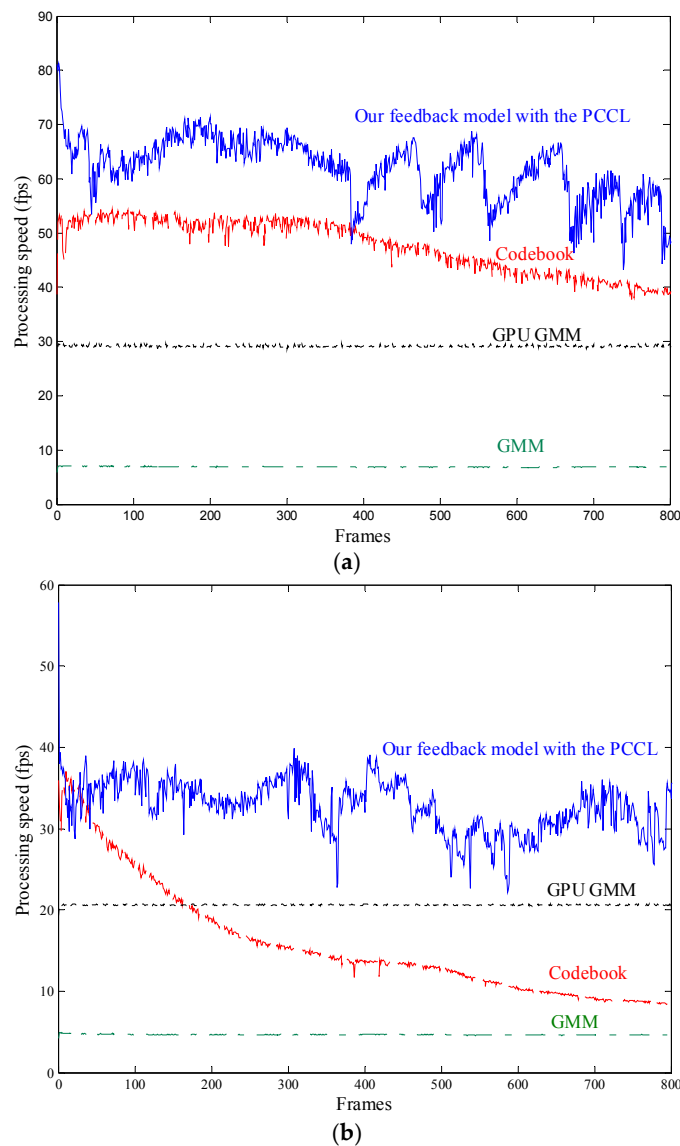 90
80
Our feedback model with the PCCL
70
60
Processing speed (fps)
50
Codebook
40
GPU GMM
30
20
GMM
10
0
0 100 200 300 400 500 600 700 800
Frames
(a)
60
50
40
Our feedback model with the PCCL
Processing speed (fps)
30
GPU GMM
20
Codebook
10
GMM
0
0 100 200 300 400 500 600 700 800
Frames
(b)